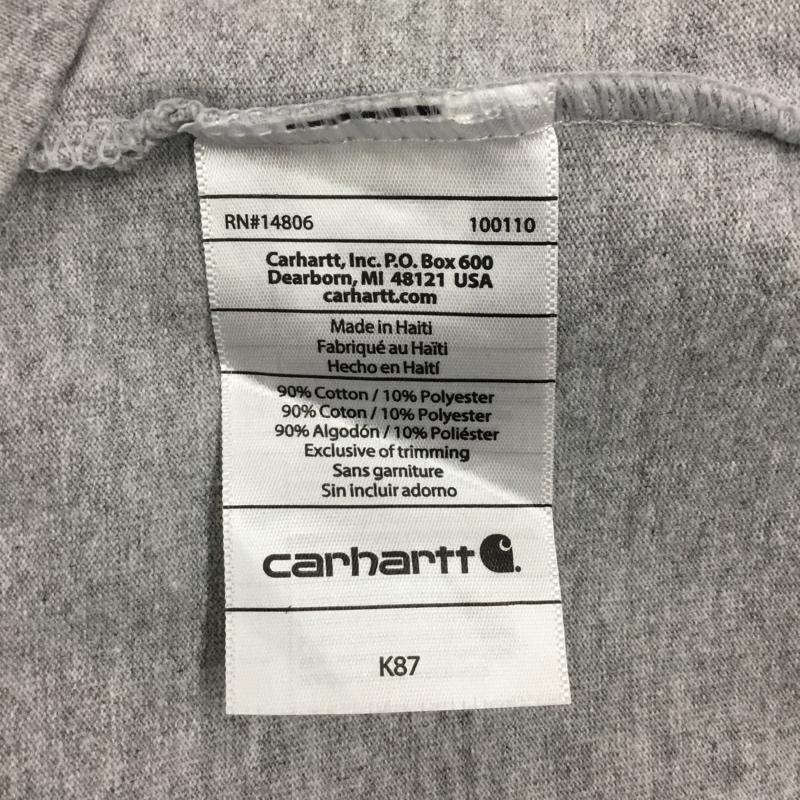 RN#14806 100110
Carhartt, Inc. P.O. Box 600
Dearborn, MI 48121 USA
carhartt.com
Made in Haiti
Fabriqué au Haïti
Hecho en Haití
90% Cotton / 10% Polyester
90% Coton / 10% Polyester
90% Algodón / 10% Poliéster
Exclusive of trimming
Sans garniture
Sin incluir adorno
carhartt
K87